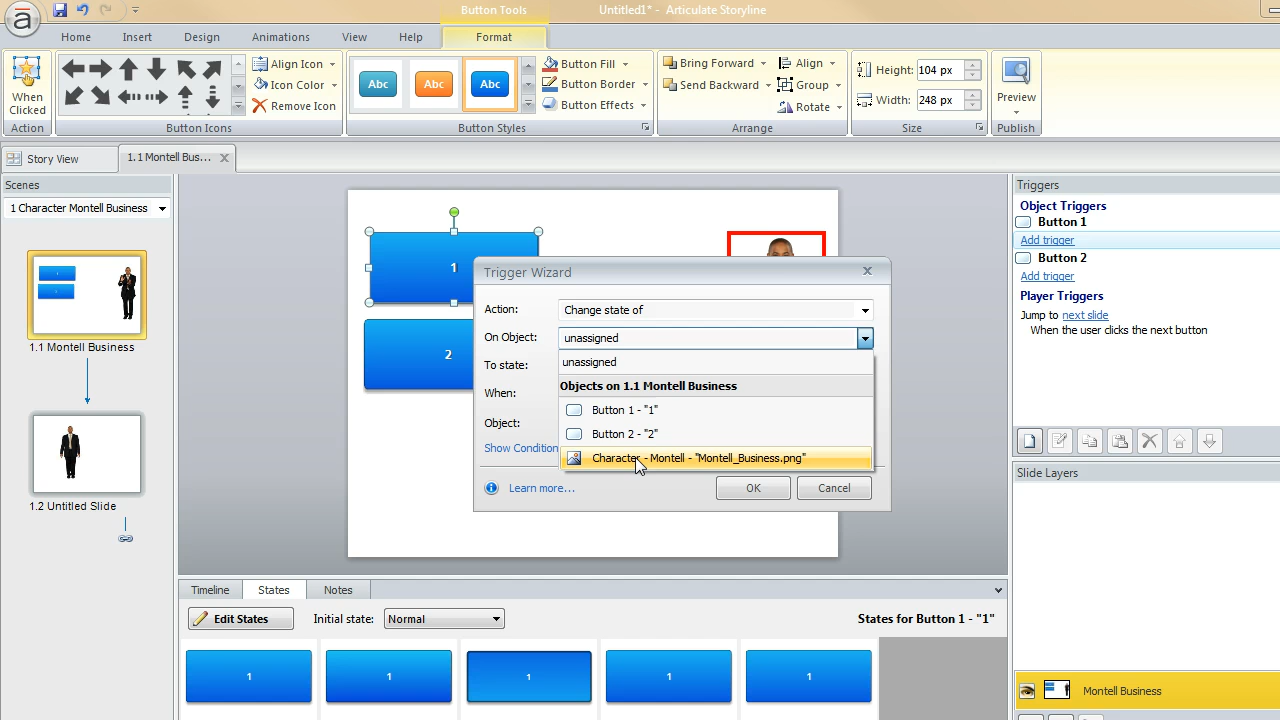 Button Tools
Untitled1* - Articulate Storyline
Home
Insert
Design
Animations
View
Help
Format
When
Clicked
Action
Align Icon
Icon Color
Remove Icon
Button Icons
Abc
Abc
Abc
Button Fill
Button Border
Button Effects
Button Styles
Bring Forward
Send Backward
Align
Group
Rotate
Arrange
Height:
104 px
Width:
248 px
Size
Preview
Publish
Story View
1.1 Montell Bus...
Scenes
1 Character Montell Business
1.1 Montell Business
1.2 Untitled Slide
1
2
Trigger Wizard
Action:
Change state of
On Object:
unassigned
To state:
unassigned
Objects on 1.1 Montell Business
When:
Button 1 - "1"
Object:
Button 2 - "2"
Show Condition
Character - Montell - "Montell_Business.png"
Learn more...
OK
Cancel
Triggers
Object Triggers
Button 1
Add trigger
Button 2
Add trigger
Player Triggers
Jump to next slide
When the user clicks the next button
Slide Layers
Montell Business
Timeline
States
Notes
Edit States
Initial state:
Normal
States for Button 1 - "1"
1
1
1
1
1